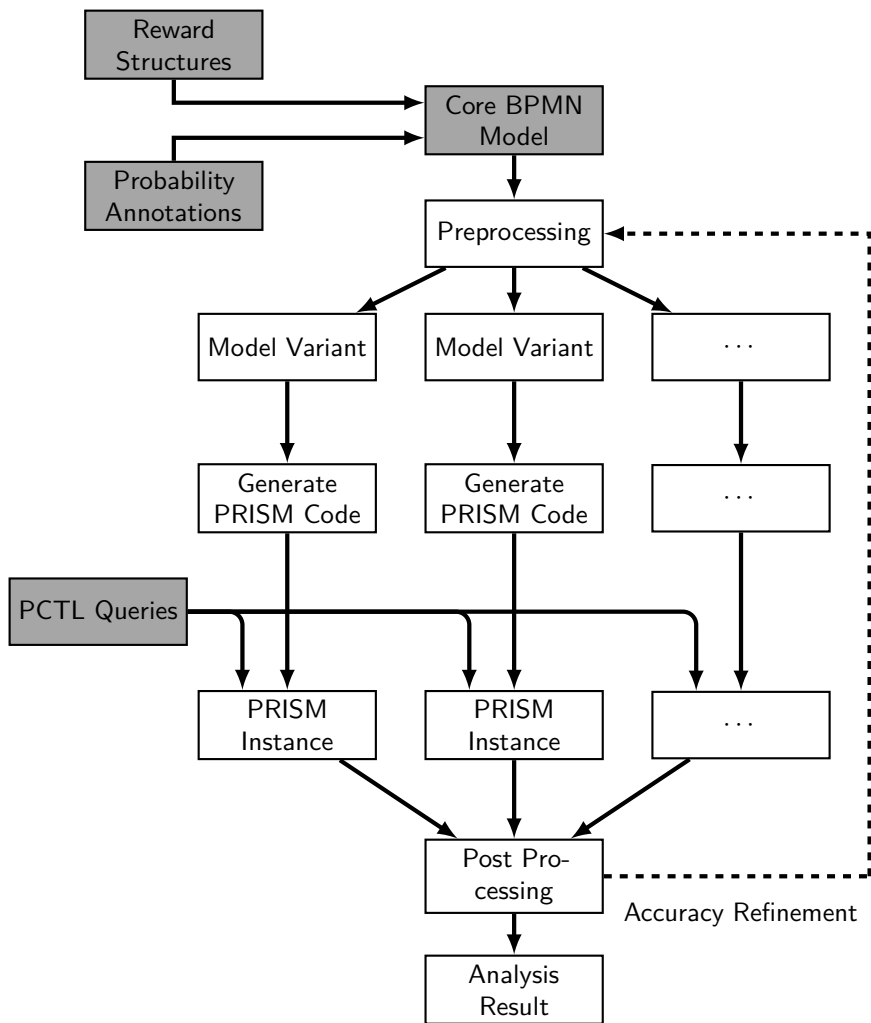 Reward
Structures
Core BPMN
Model
Probability
Annotations
Preprocessing
Model Variant
Model Variant
...
Generate
PRISM Code
Generate
PRISM Code
...
PCTL Queries
PRISM
Instance
PRISM
Instance
...
Post Pro-
cessing
Accuracy Refinement
Analysis
Result